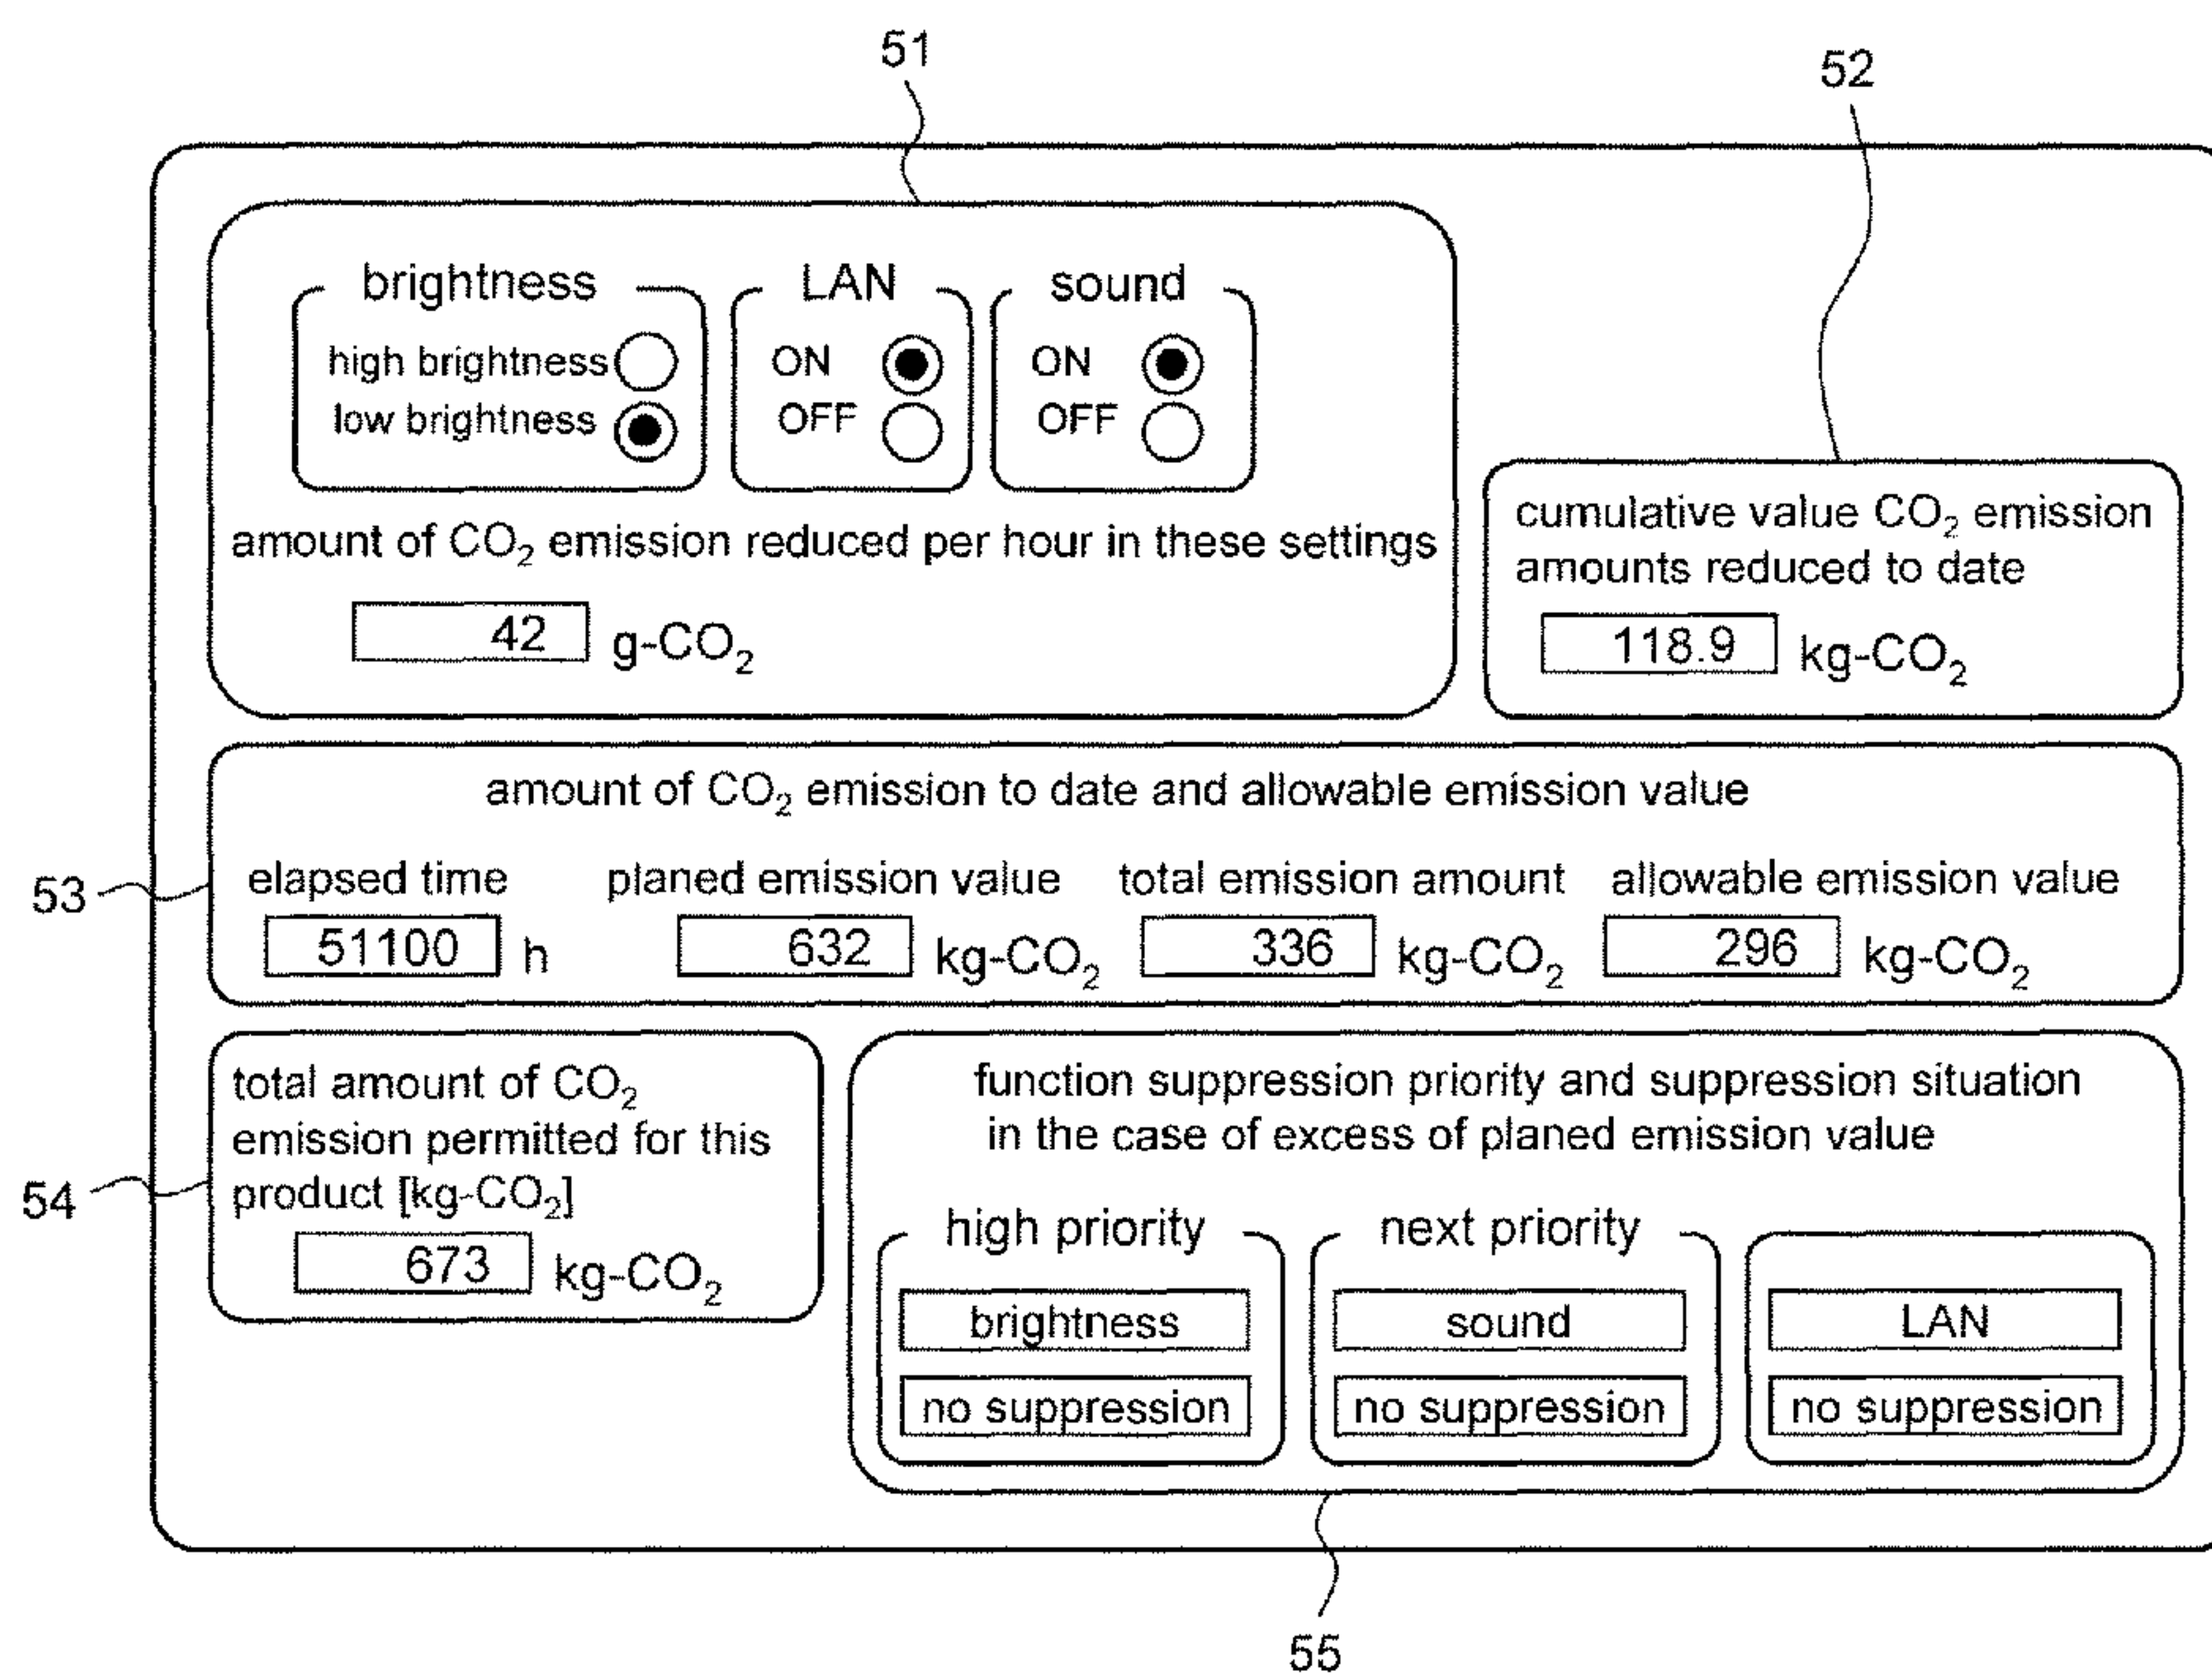 51
52
brightness
high brightness
low brightness
LAN
ON
OFF
sound
ON
OFF
amount of CO₂ emission reduced per hour in these settings
42 g-CO₂
cumulative value CO₂ emission
amounts reduced to date
118.9 kg-CO₂
53
amount of CO₂ emission to date and allowable emission value
elapsed time planed emission value total emission amount allowable emission value
51100 h 632 kg-CO₂ 336 kg-CO₂ 296 kg-CO₂
54
total amount of CO₂
emission permitted for this
product [kg-CO₂]
673 kg-CO₂
function suppression priority and suppression situation
in the case of excess of planed emission value
high priority
brightness
no suppression
next priority
sound
no suppression
LAN
no suppression
55